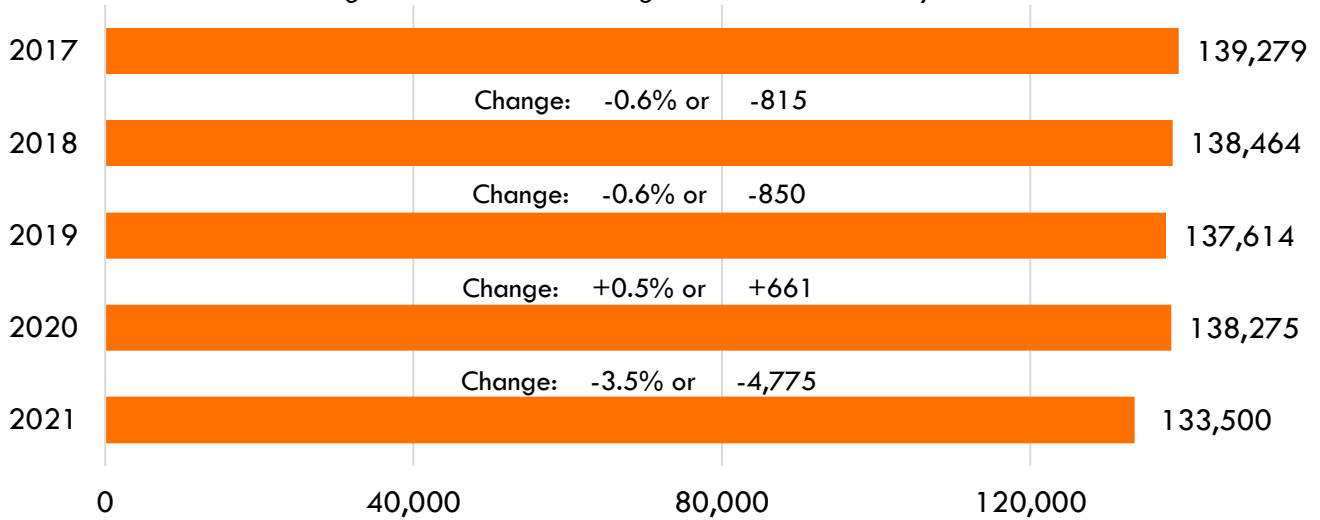 2017 139,279
Change: -0.6% or -815
2018 138,464
Change: -0.6% or -850
2019 137,614
Change: +0.5% or +661
2020 138,275
Change: -3.5% or -4,775
2021 133,500
0 40,000 80,000 120,000